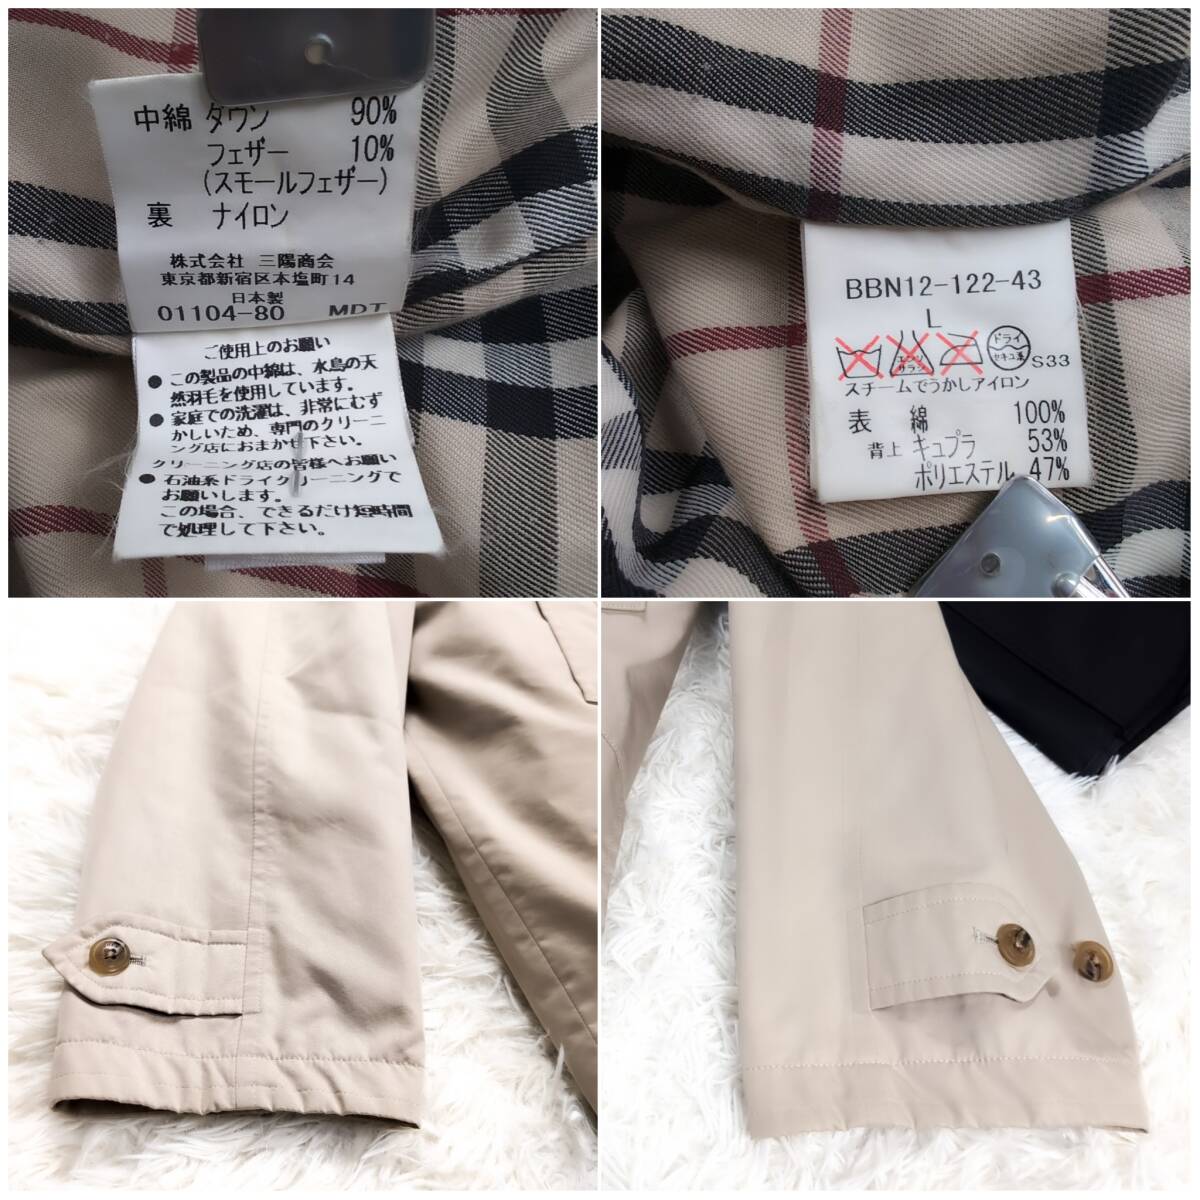 中綿 ダウン 90%
フェザー 10%
(スモールフェザー)
裏 ナイロン
株式会社 三陽商会
東京都新宿区本塩町14
日本製
01104-80 MDT
ご使用上のお願い
● この製品の中綿は、水鳥の天
然羽毛を使用しています。
● 家庭での洗濯は、非常にむず
かしいため、専門のクリーニ
ング店におまかせ下さい。
クリーニング店の皆様へお願い
● 石油系ドライクリーニングで
お願いします。
この場合、できるだけ短時間
で処理して下さい。
BBN12-122-43
L
エンソ
サラシ
ドライ
セキユ系
S33
スチームでうかしアイロン
表 綿 100%
背上 キュプラ 53%
ポリエステル 47%